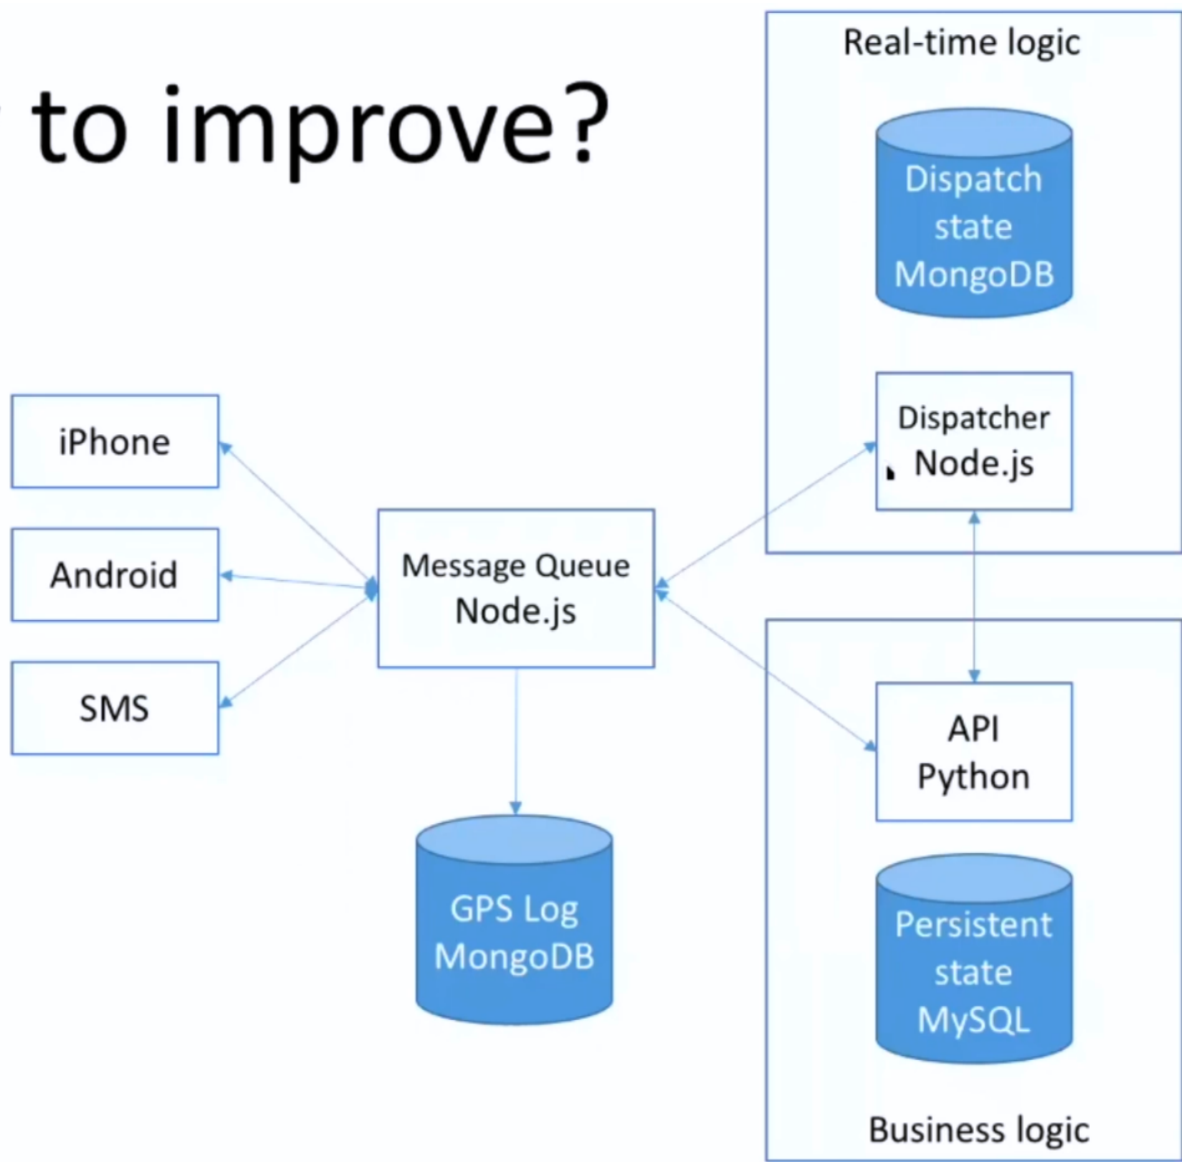 to improve?
Real-time logic
Dispatch
state
MongoDB
Dispatcher
Node.js
iPhone
Android
SMS
Message Queue
Node.js
GPS Log
MongoDB
API
Python
Persistent
state
MySQL
Business logic